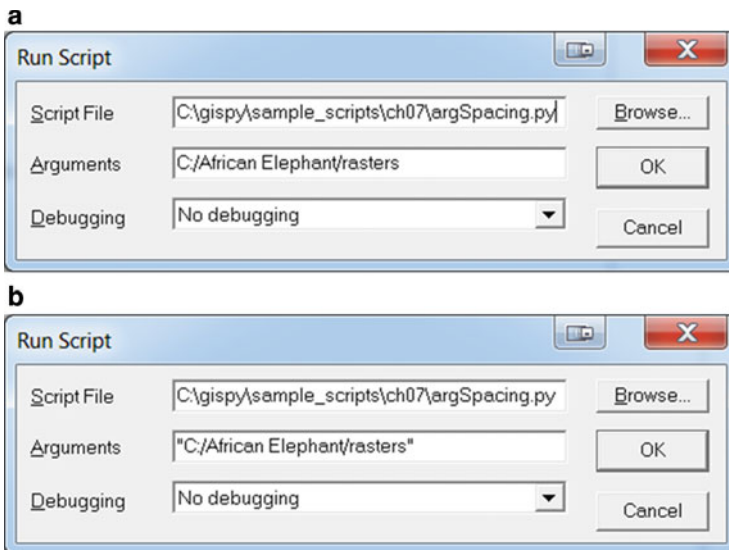 a
Run Script
Script File C:\gispy\sample_scripts\ch07\argSpacing.py Browse...
Arguments C:/African Elephant/rasters OK
Debugging No debugging Cancel
b
Run Script
Script File C:\gispy\sample_scripts\ch07\argSpacing.py Browse...
Arguments "C:/African Elephant/rasters" OK
Debugging No debugging Cancel